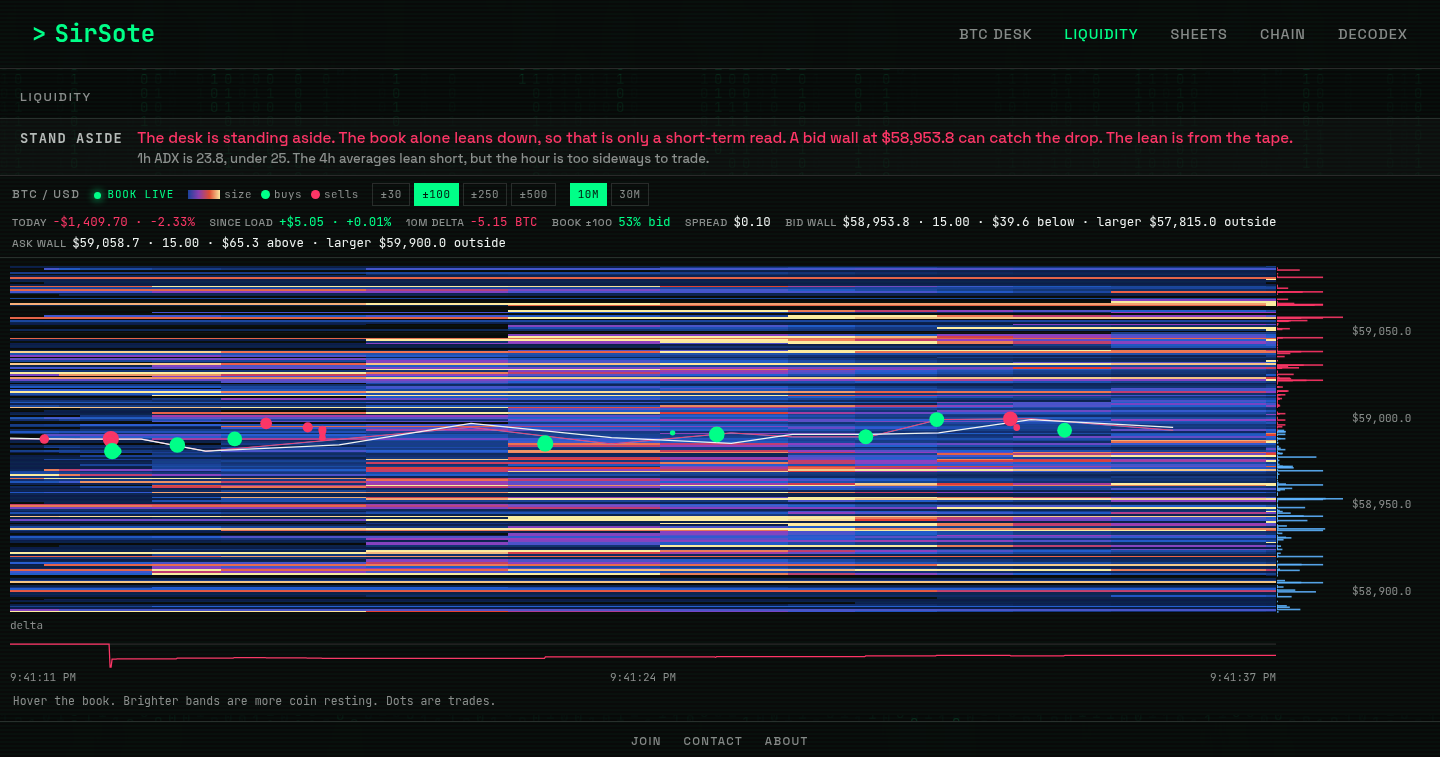 > SirSote
BTC DESK LIQUIDITY SHEETS CHAIN DECODEX
LIQUIDITY
STAND ASIDE The desk is standing aside. The book alone leans down, so that is only a short-term read. A bid wall at $58,953.8 can catch the drop. The lean is from the tape.
1h ADX is 23.8, under 25. The 4h averages lean short, but the hour is too sideways to trade.
BTC / USD BOOK LIVE size buys sells ±30 ±100 ±250 ±500 10M 30M
TODAY -$1,409.70 · -2.33% SINCE LOAD +$5.05 · +0.01% 10M DELTA -5.15 BTC BOOK ±100 53% bid SPREAD $0.10 BID WALL $58,953.8 · 15.00 · $39.6 below · larger $57,815.0 outside
ASK WALL $59,058.7 · 15.00 · $65.3 above · larger $59,900.0 outside
$59,050.0
$59,000.0
$58,950.0
$58,900.0
delta
9:41:11 PM 9:41:24 PM 9:41:37 PM
Hover the book. Brighter bands are more coin resting. Dots are trades.
JOIN CONTACT ABOUT